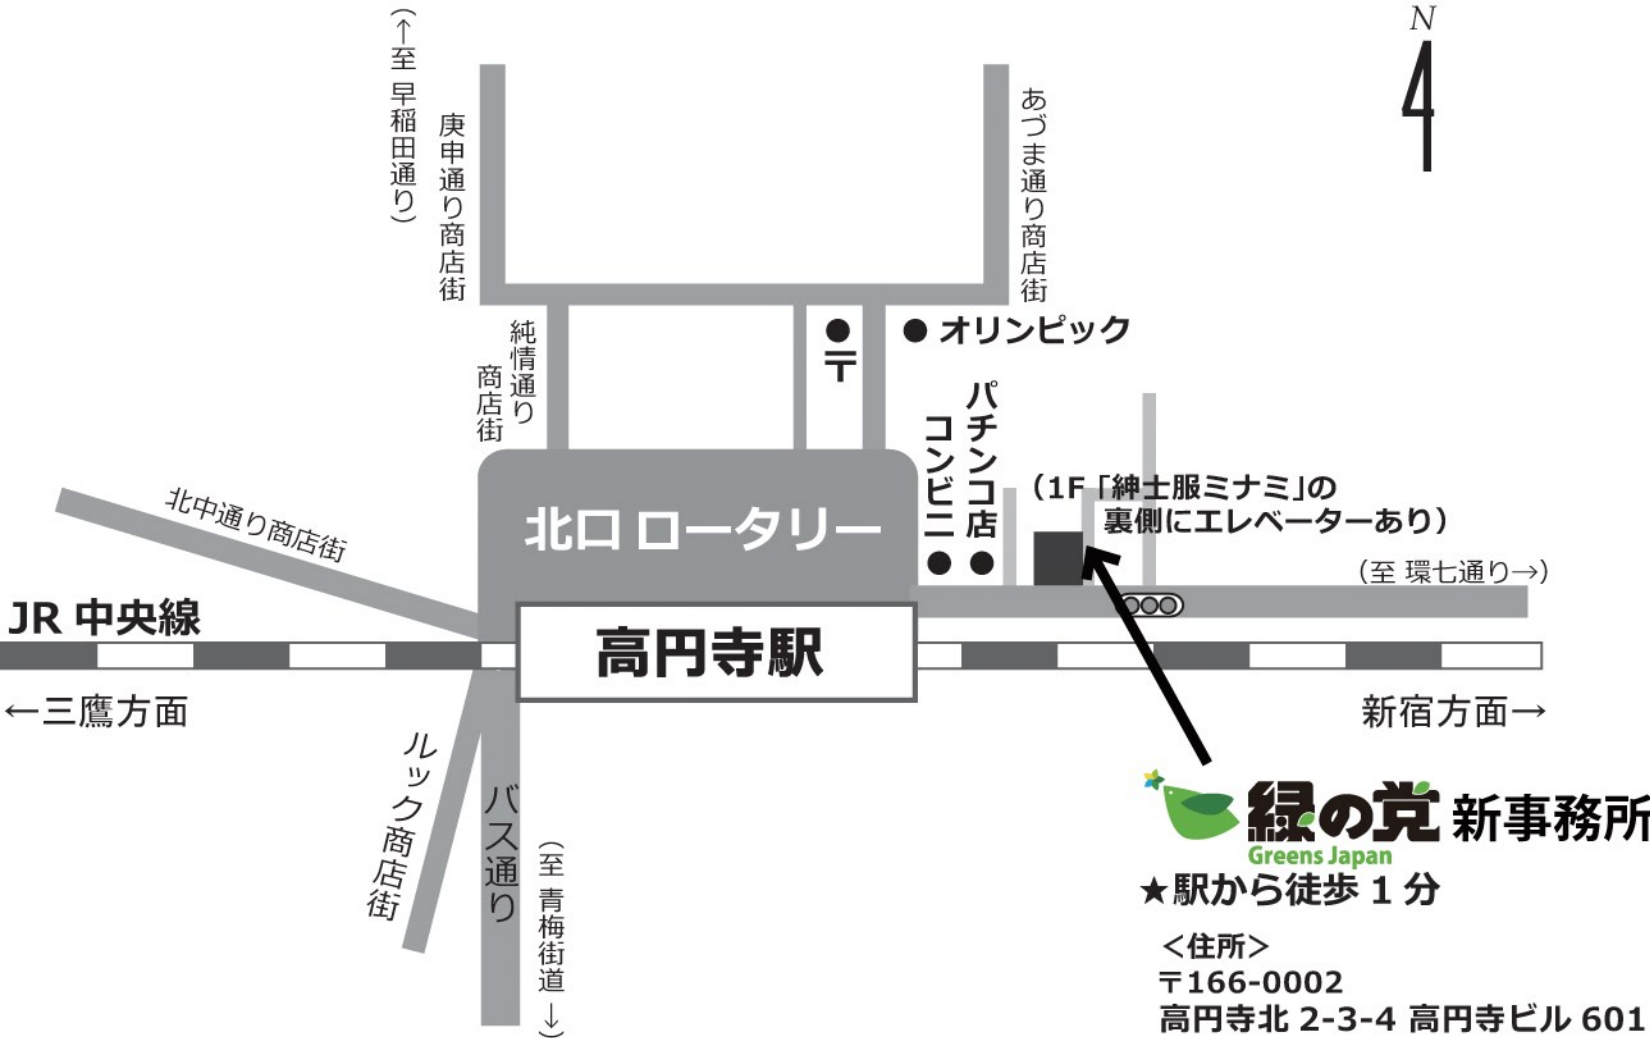 N
(↑至 早稲田通り)
庚申通り商店街
あづま通り商店街
純情通り
商店街
〒
オリンピック
コンビニ
パチンコ店
(1F「紳士服ミナミ」の
裏側にエレベーターあり)
北口 ロータリー
北中通り商店街
(至 環七通り→)
JR 中央線
高円寺駅
←三鷹方面
新宿方面→
ルック商店街
バス通り
(至 青梅街道 →)
緑の党 新事務所
Greens Japan
★駅から徒歩 1 分
<住所>
〒166-0002
高円寺北 2-3-4 高円寺ビル 601